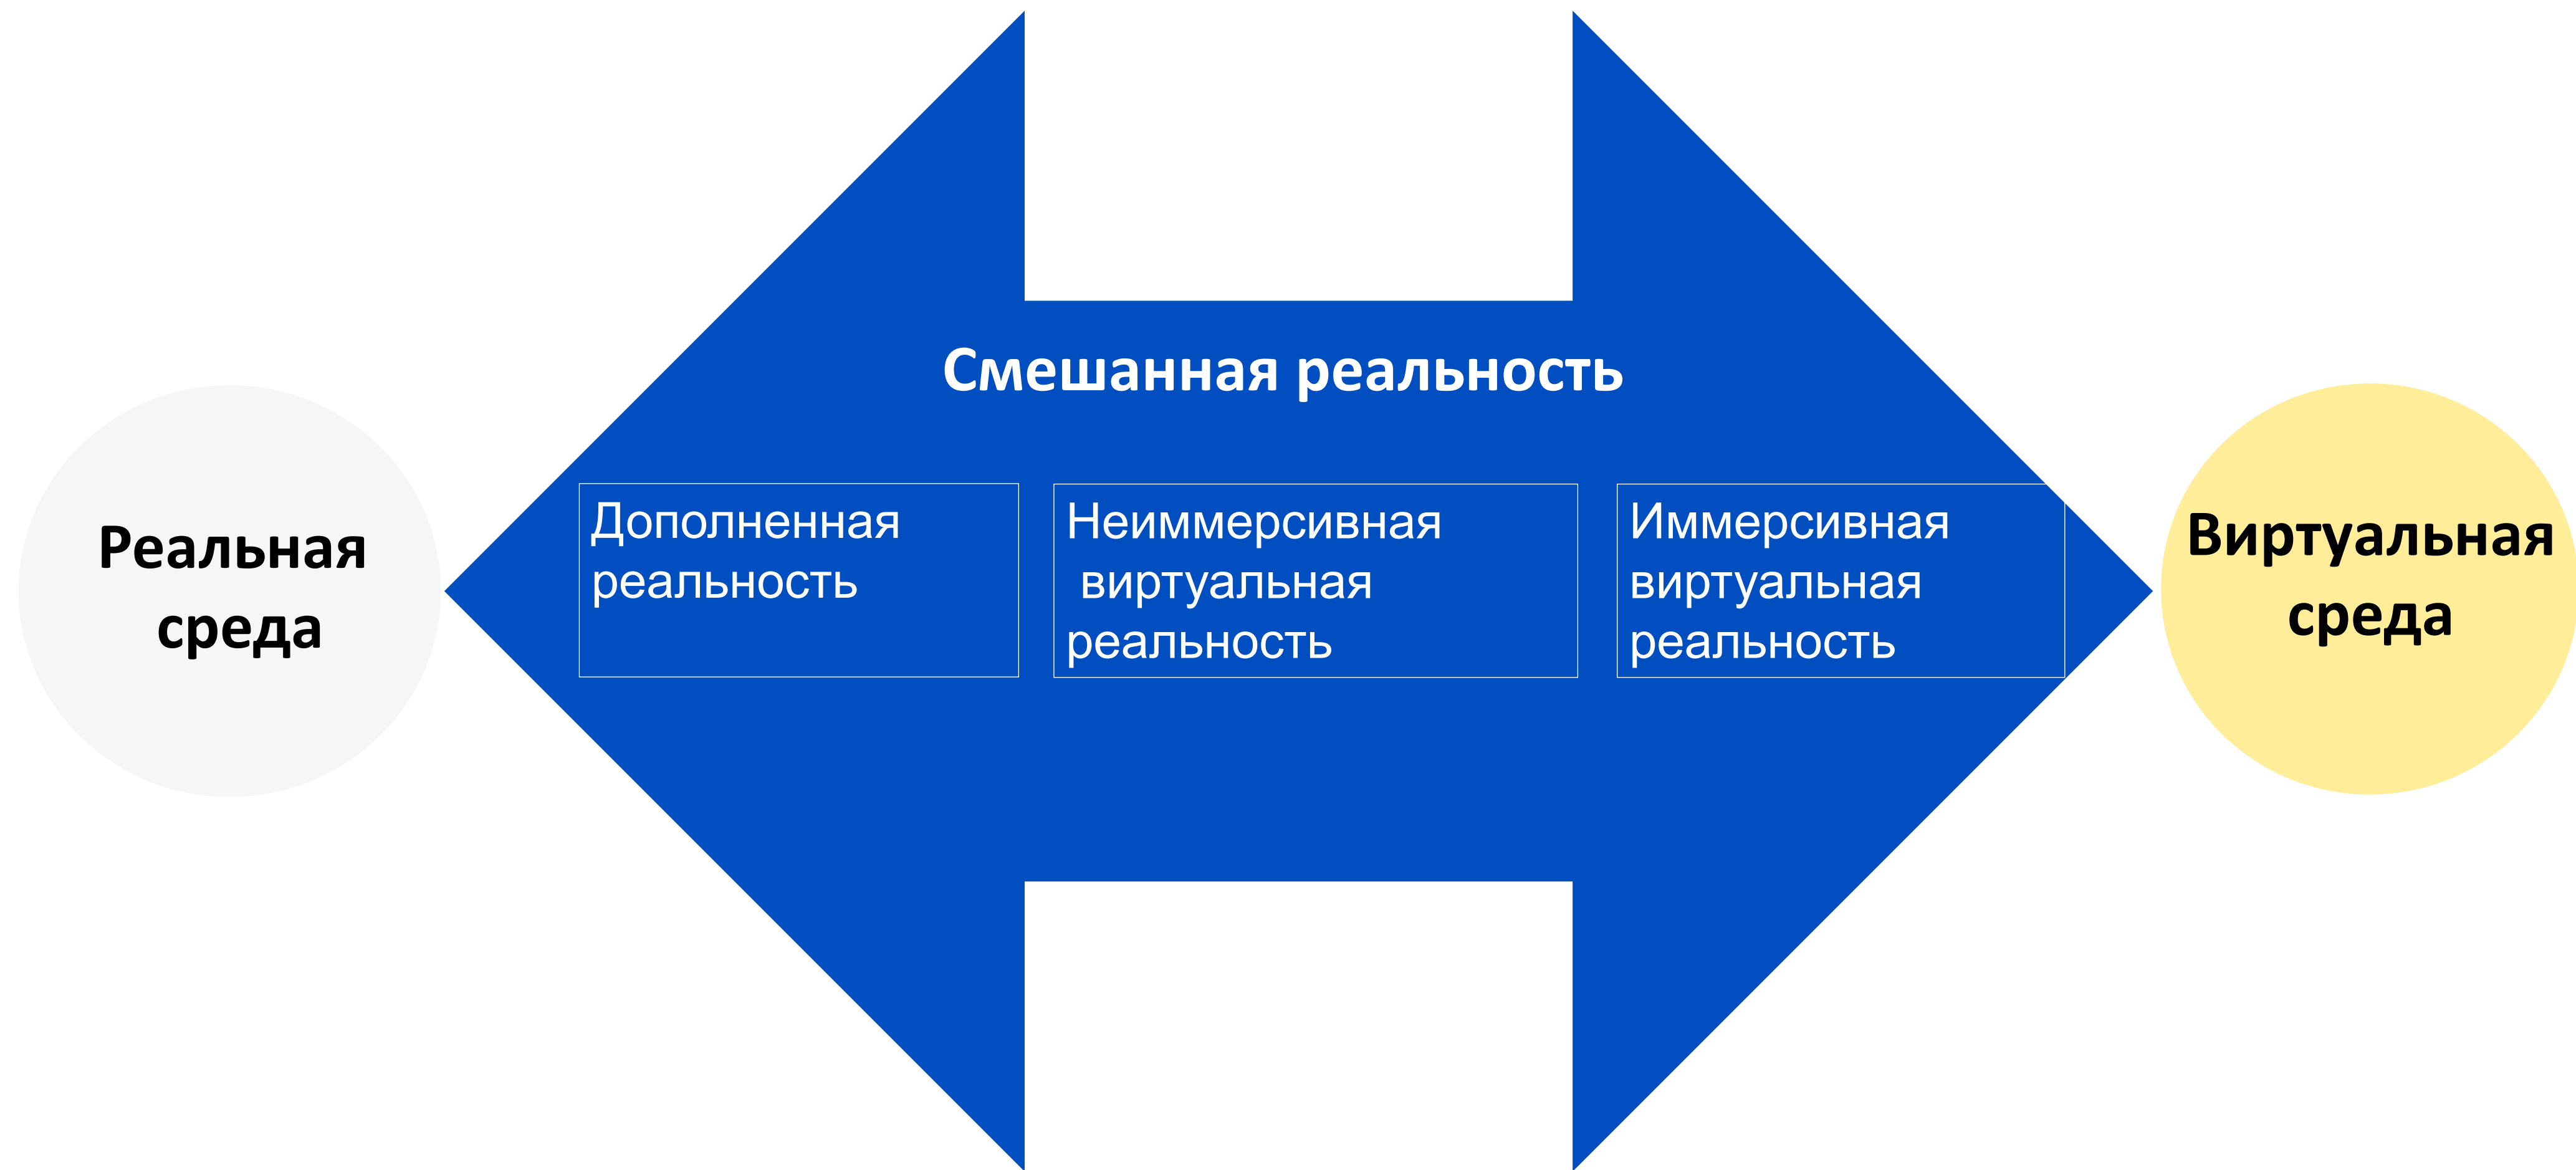 Смешанная реальность
Реальная
среда
Дополненная
реальность
Неиммерсивная
виртуальная
реальность
Иммерсивная
виртуальная
реальность
Виртуальная
среда